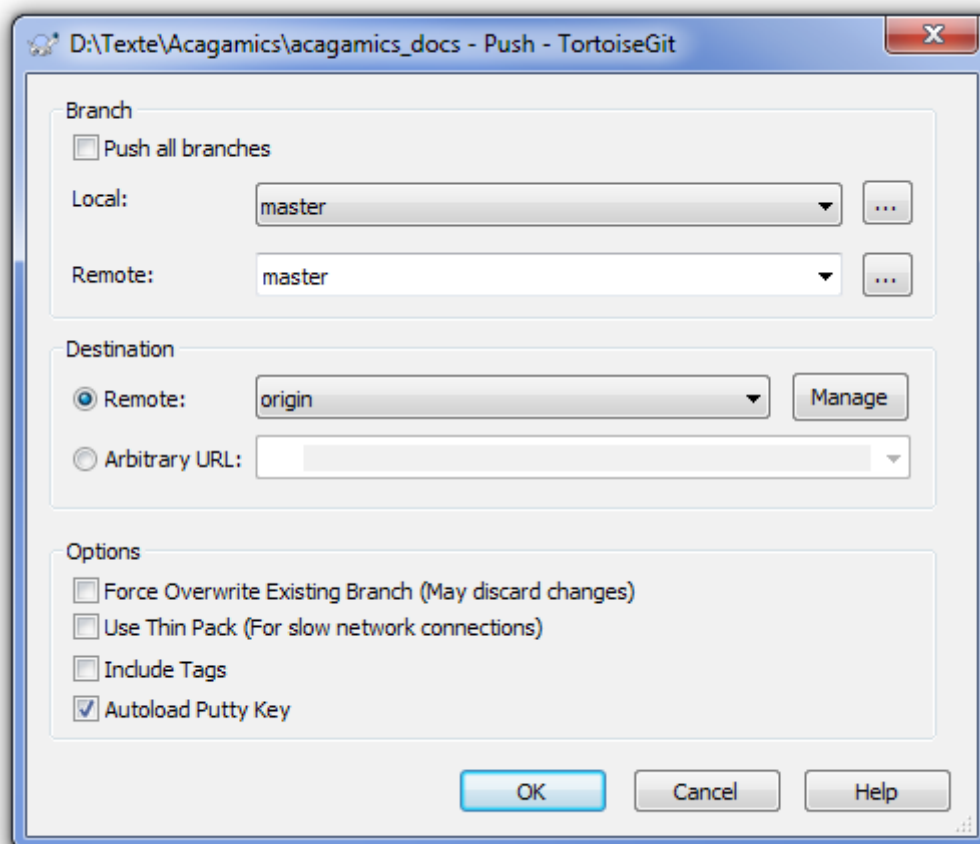 D:\Texte\Acagamics\acagamics_docs - Push - TortoiseGit
Branch
Push all branches
Local: master ...
Remote: master ...
Destination
Remote: origin Manage
Arbitrary URL:
Options
Force Overwrite Existing Branch (May discard changes)
Use Thin Pack (For slow network connections)
Include Tags
Autoload Putty Key
OK Cancel Help